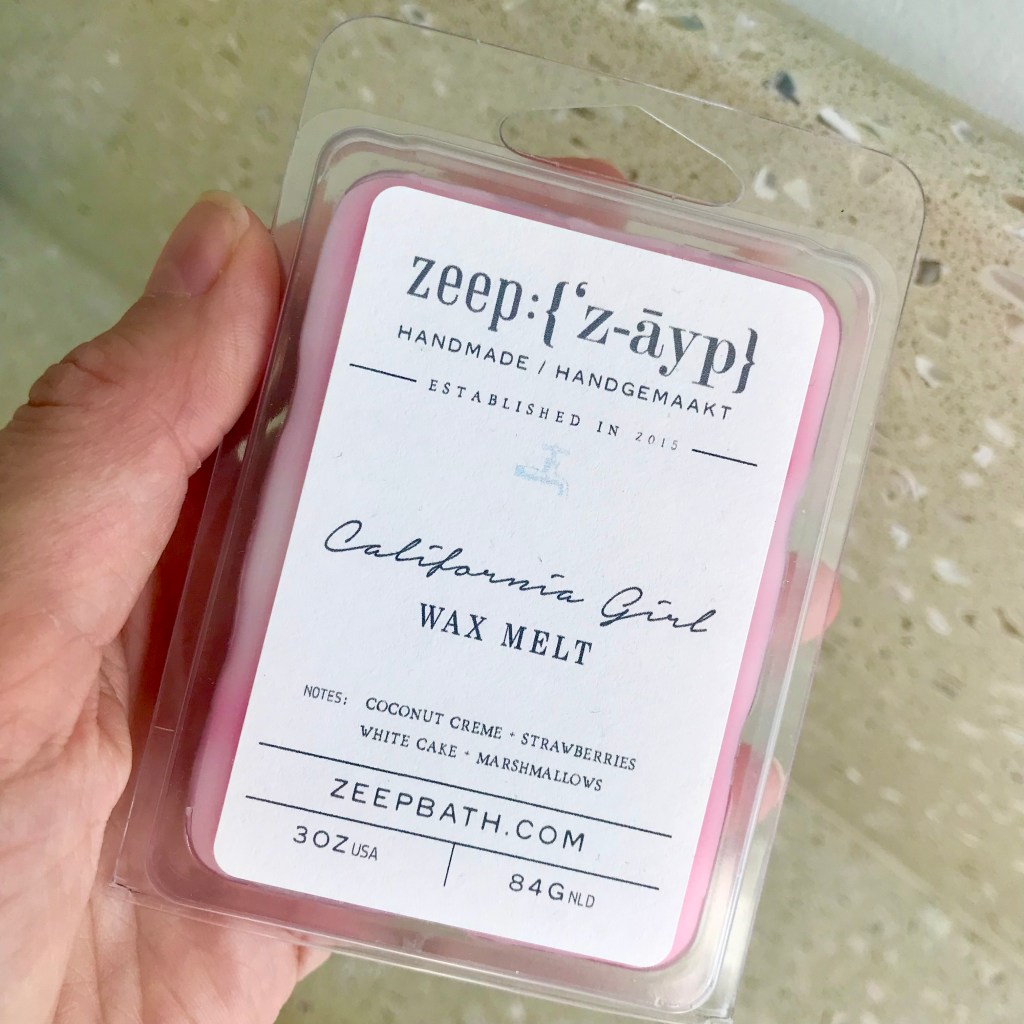 zeep:{‘z-āyp}
HANDMADE / HANDGEMAAKT
ESTABLISHED IN 2015
California Girl
WAX MELT
NOTES: COCONUT CREME + STRAWBERRIES
WHITE CAKE + MARSHMALLOWS
ZEEPBATH.COM
3OZ USA
84G NLD